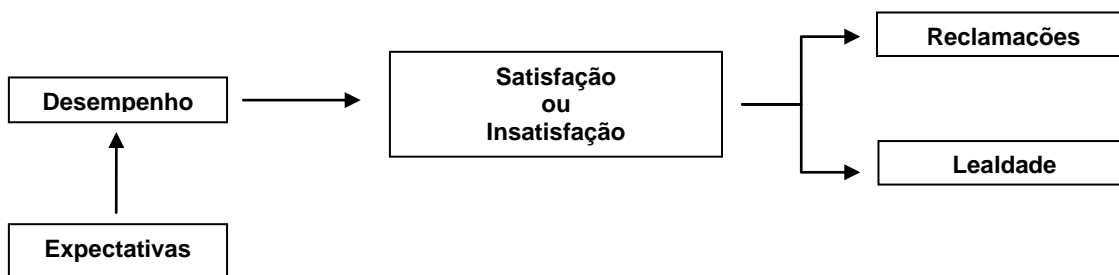 Reclamações
Satisfação
ou
Insatisfação
Desempenho
Lealdade
Expectativas